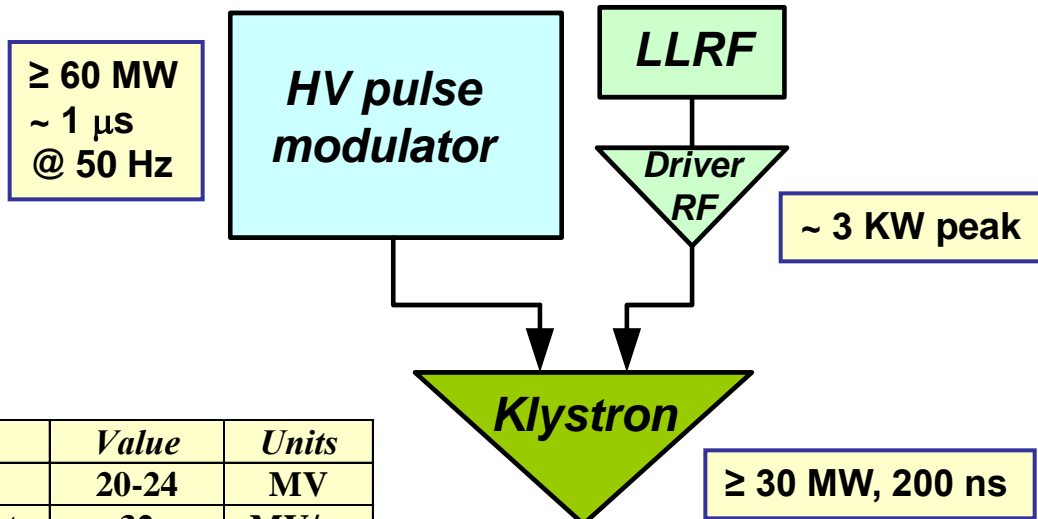 ≥ 60 MW
~ 1 μs
@ 50 Hz
HV pulse
modulator
LLRF
Driver
RF
~ 3 KW peak
Klystron
≥ 30 MW, 200 ns
Value Units
20-24 MV